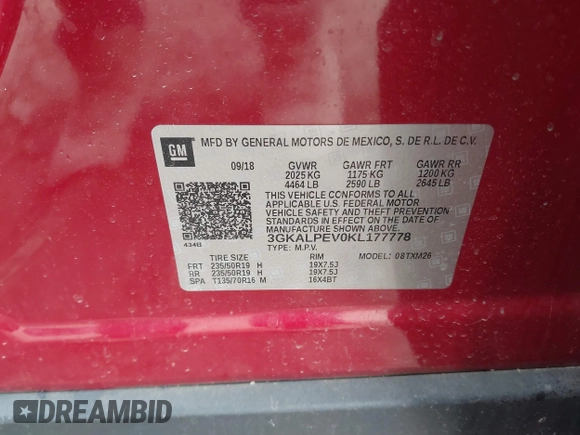 GM
MFD BY GENERAL MOTORS DE MEXICO, S. DE R.L. DE C.V.
09/18 GVWR GAWR FRT GAWR RR
2025 KG 1175 KG 1200 KG
4464 LB 2590 LB 2645 LB
THIS VEHICLE CONFORMS TO ALL
APPLICABLE U.S. FEDERAL MOTOR
VEHICLE SAFETY, BUMPER, AND THEFT
PREVENTION STANDARDS IN
EFFECT ON THE DATE OF
MANUFACTURE SHOWN ABOVE.
3GKALPEV0KL177778
434B
TYPE: M.P.V.
MODEL: 08TXM26
TIRE SIZE RIM
FRT 235/50R19 H 19X7.5J
RR 235/50R19 H 19X7.5J
SPA T135/70R16 M 16X4BT
DREAMBID